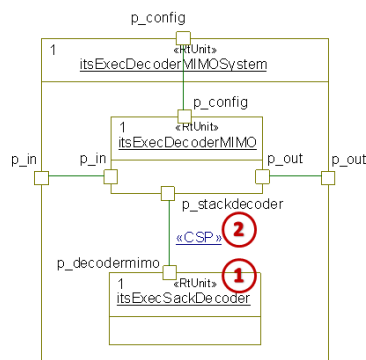 p_config
1 «RtUnit»
itsExecDecoderMIMOSystem
p_config
1 «RtUnit»
itsExecDecoderMIMO
p_in p_in p_out p_out
p_stackdecoder
«CSP» 2
p_decodermimo 1
1 «RtUnit»
itsExecSackDecoder